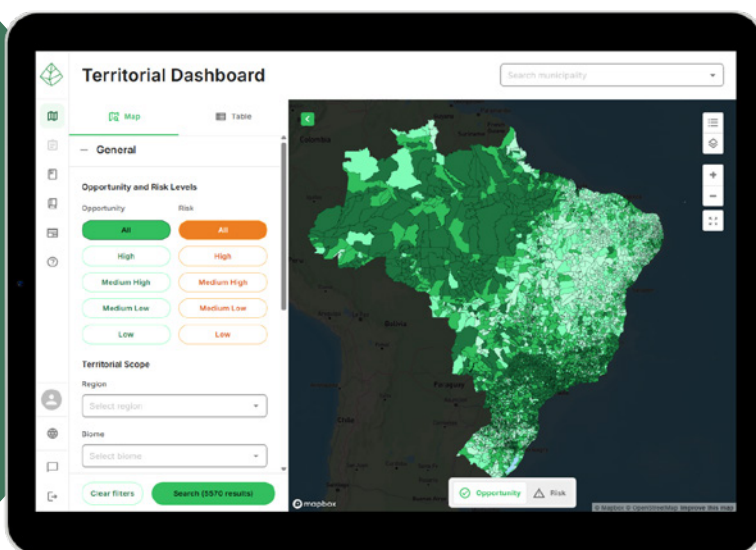 Territorial Dashboard
Search municipality
Map
Table
General
Opportunity and Risk Levels
Opportunity
Risk
All
All
High
High
Medium High
Medium High
Medium Low
Medium Low
Low
Low
Territorial Scope
Region
Select region
Biome
Select biome
Clear filters
Search (5570 results)
Colombia
Bolivia
Paraguay
Chile
Opportunity
Risk
mapbox
© Mapbox © OpenStreetMap Improve this map